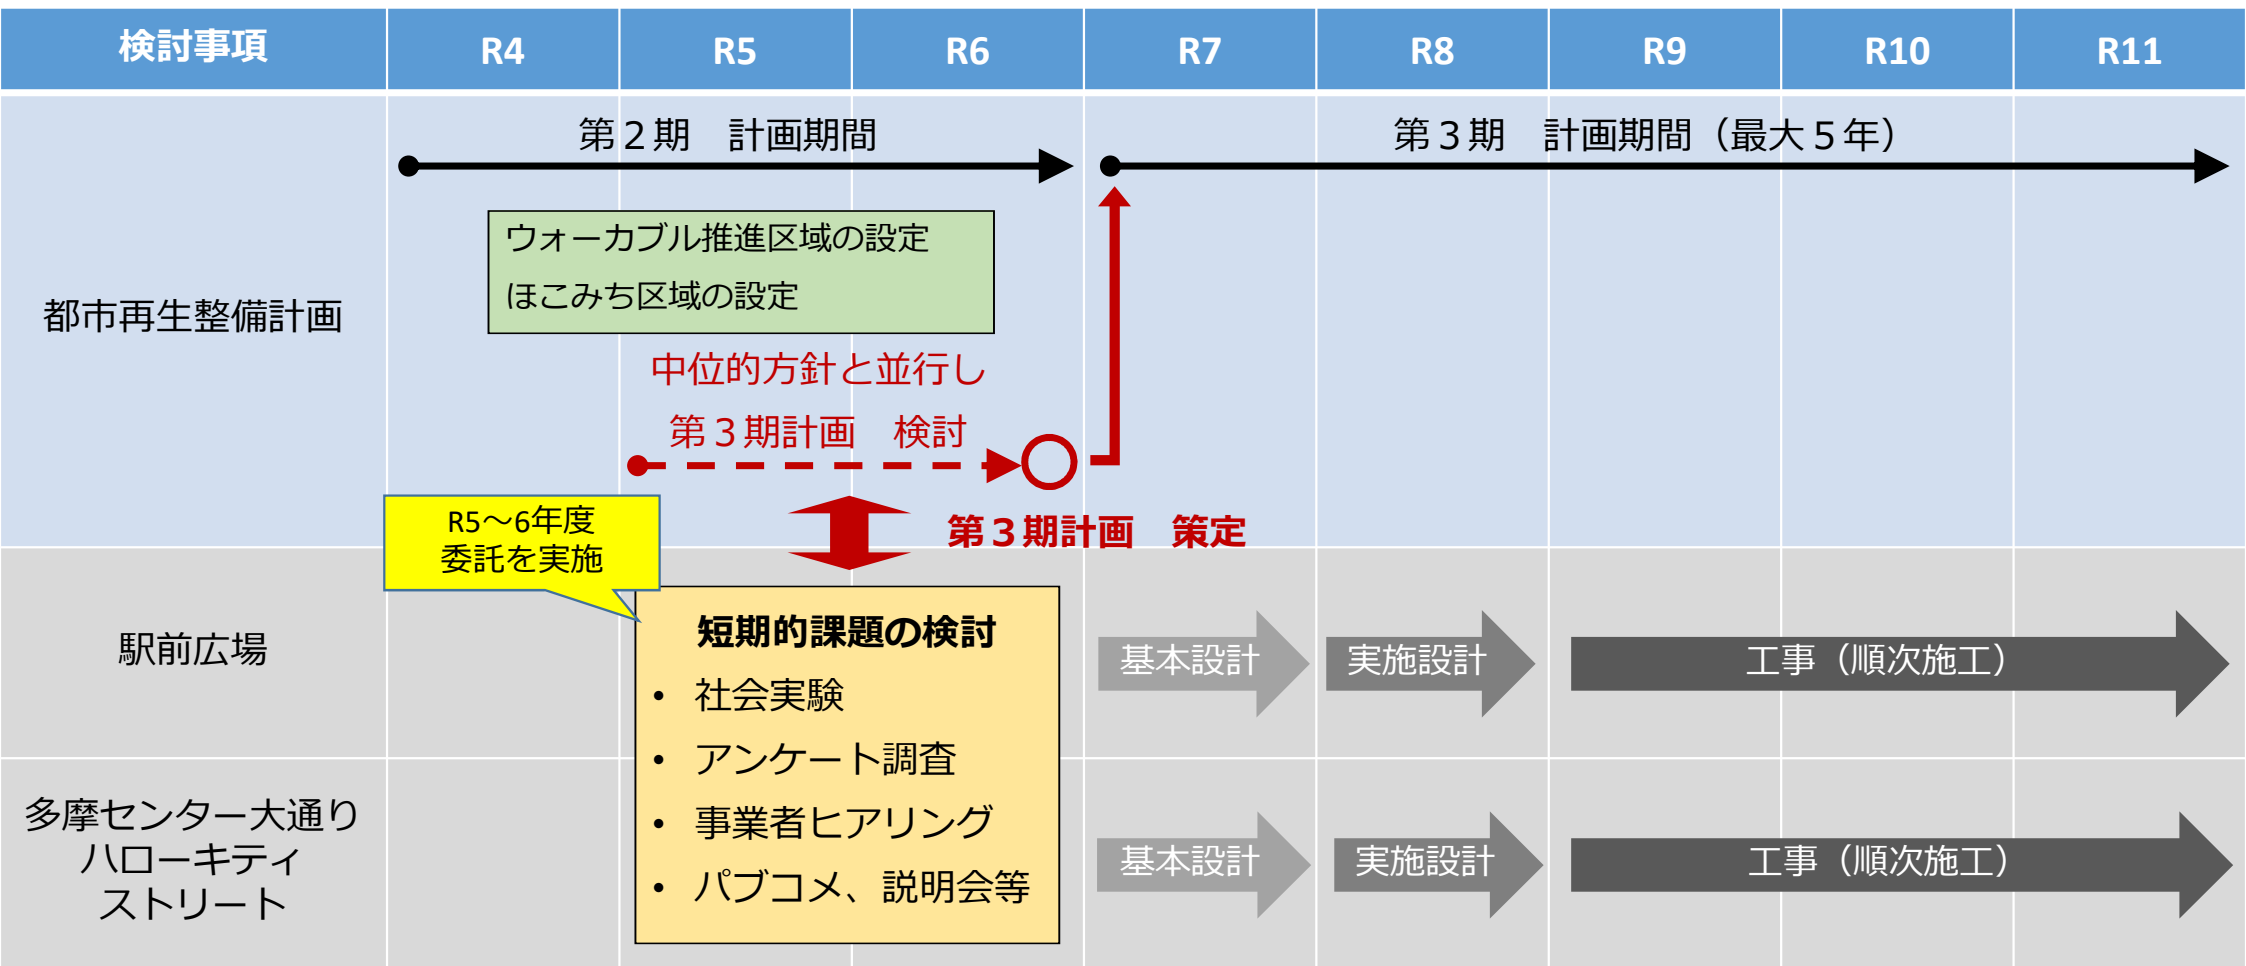 検討事項 R4 R5 R6 R7 R8 R9 R10 R11
都市再生整備計画
第２期　計画期間
第３期　計画期間（最大５年）
ウォーカブル推進区域の設定
ほこみち区域の設定
中位的方針と並行し
第３期計画　検討
第３期計画　策定
R5～6年度
委託を実施
駅前広場
短期的課題の検討
• 社会実験
• アンケート調査
• 事業者ヒアリング
• パブコメ、説明会等
基本設計
実施設計
工事（順次施工）
多摩センター大通り
ハローキティ
ストリート
基本設計
実施設計
工事（順次施工）